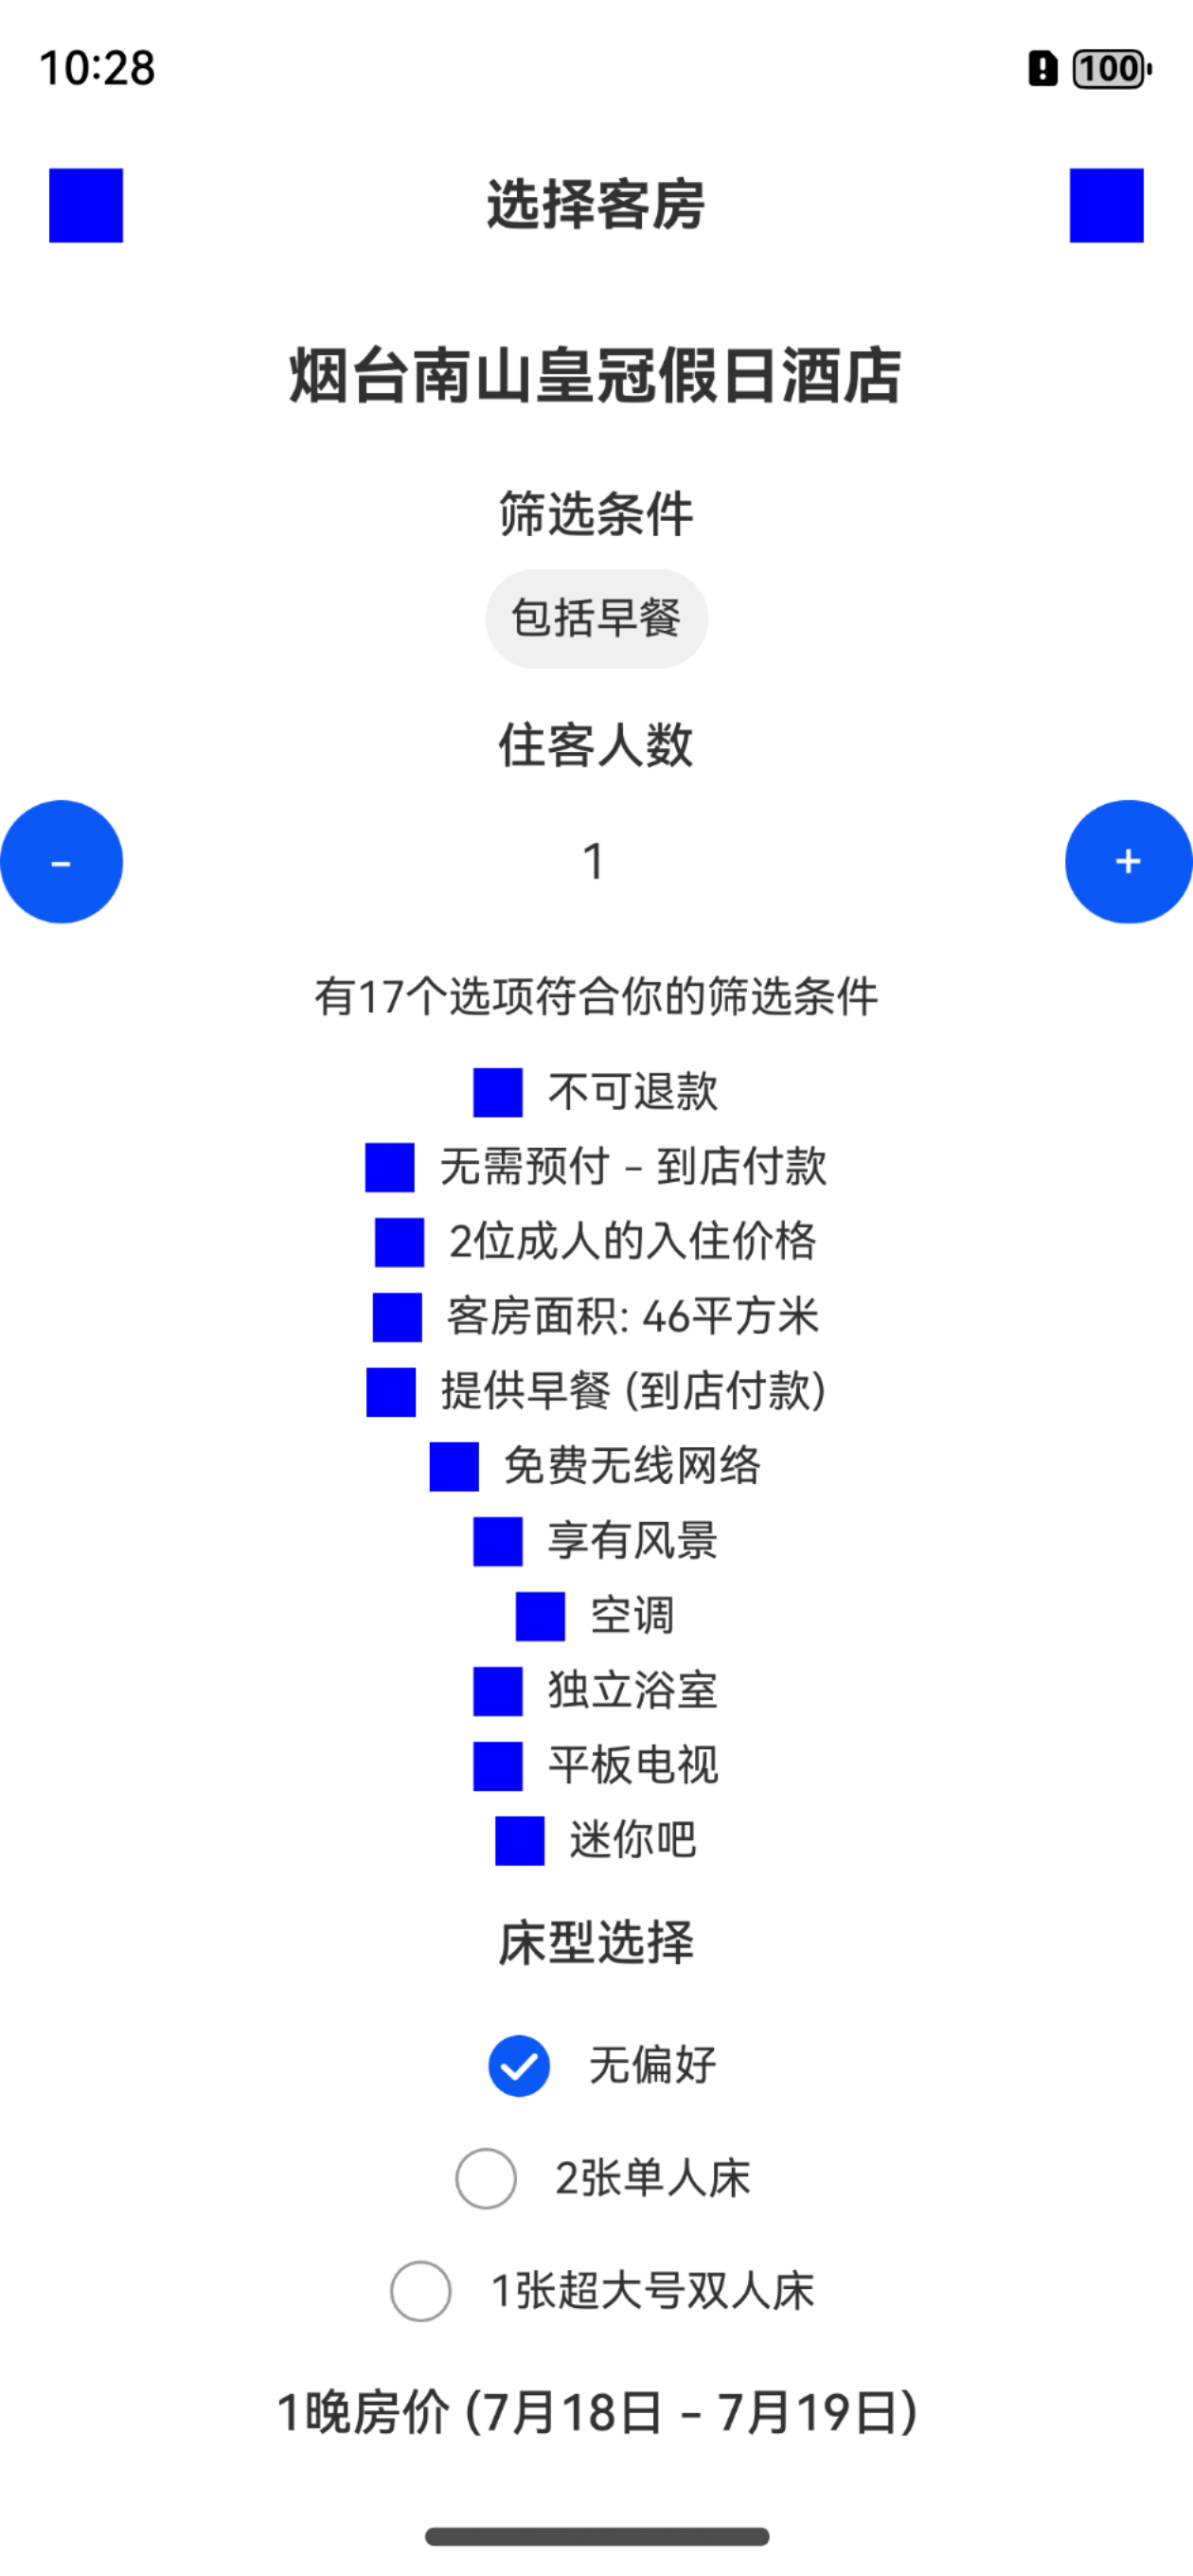 10:28
100
选择客房
烟台南山皇冠假日酒店
筛选条件
包括早餐
住客人数
- 1 +
有17个选项符合你的筛选条件
不可退款
无需预付 - 到店付款
2位成人的入住价格
客房面积: 46平方米
提供早餐 (到店付款)
免费无线网络
享有风景
空调
独立浴室
平板电视
迷你吧
床型选择
无偏好
2张单人床
1张超大号双人床
1晚房价 (7月18日 - 7月19日)